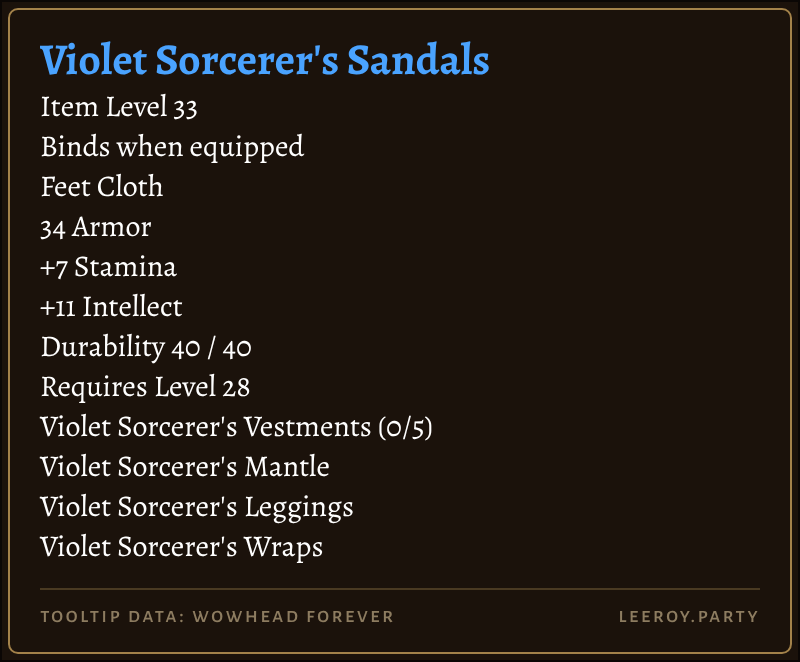 Violet Sorcerer's Sandals
Item Level 33
Binds when equipped
Feet Cloth
34 Armor
+7 Stamina
+11 Intellect
Durability 40 / 40
Requires Level 28
Violet Sorcerer's Vestments (0/5)
Violet Sorcerer's Mantle
Violet Sorcerer's Leggings
Violet Sorcerer's Wraps
TOOLTIP DATA: WOWHEAD FOREVER
LEEROY.PARTY